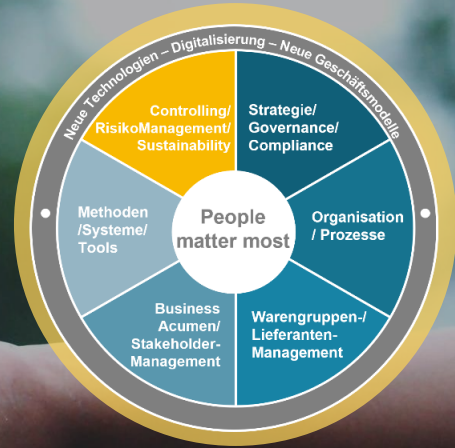 Neue Technologien – Digitalisierung – Neue Geschäftsmodelle
Controlling/
RisikoManagement/
Sustainability
Strategie/
Governance/
Compliance
Methoden
/Systeme/
Tools
People
matter most
Organisation
/ Prozesse
Business
Acumen/
Stakeholder-
Management
Warengruppen-/
Lieferanten-
Management